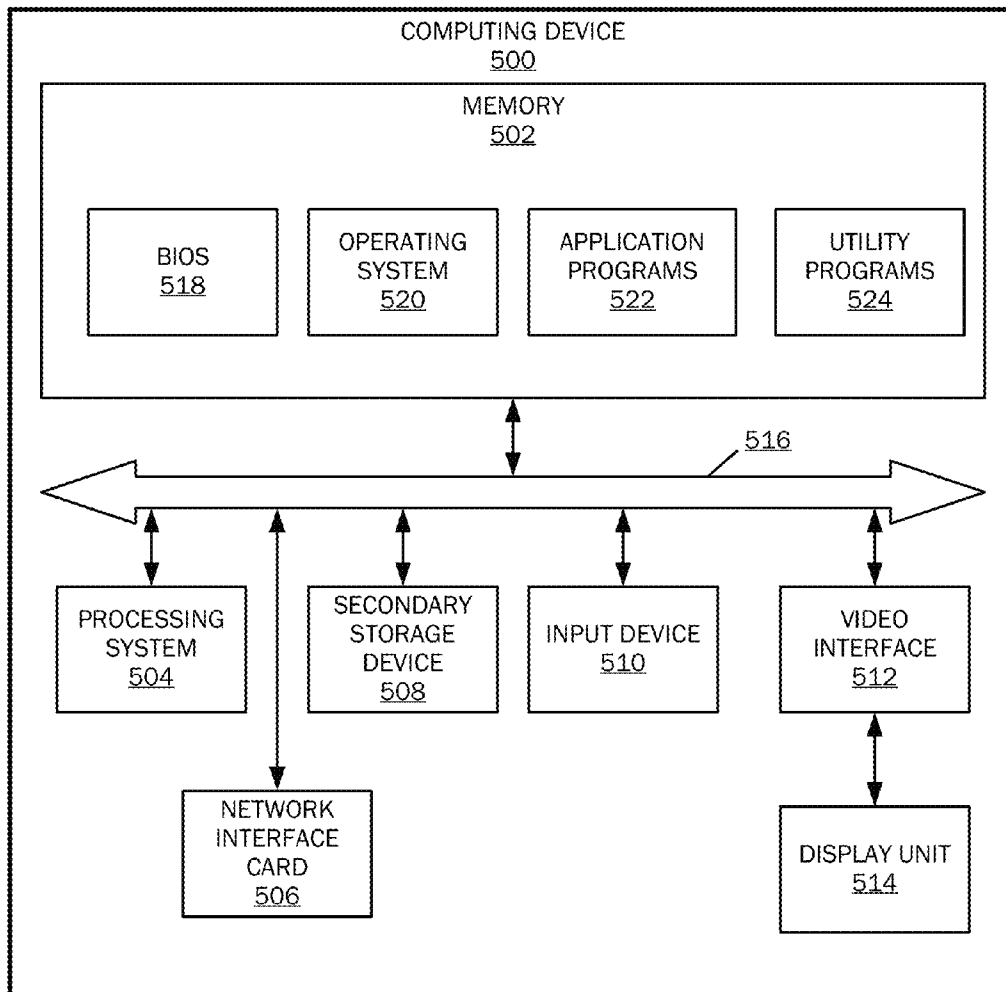 COMPUTING DEVICE
500
MEMORY
502
BIOS
518
OPERATING
SYSTEM
520
APPLICATION
PROGRAMS
522
UTILITY
PROGRAMS
524
516
PROCESSING
SYSTEM
504
SECONDARY
STORAGE
DEVICE
508
INPUT DEVICE
510
VIDEO
INTERFACE
512
NETWORK
INTERFACE
CARD
506
DISPLAY UNIT
514